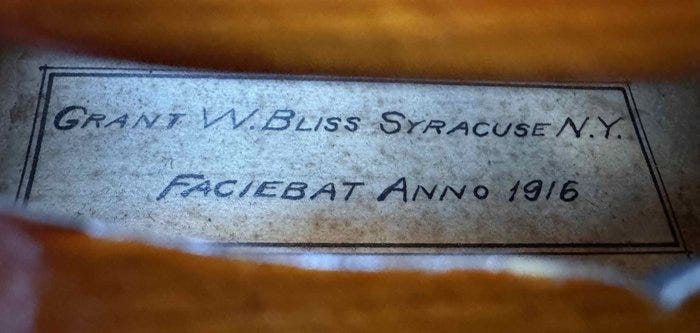 Grant W. Bliss Syracuse N.Y.
Faciebat Anno 1916